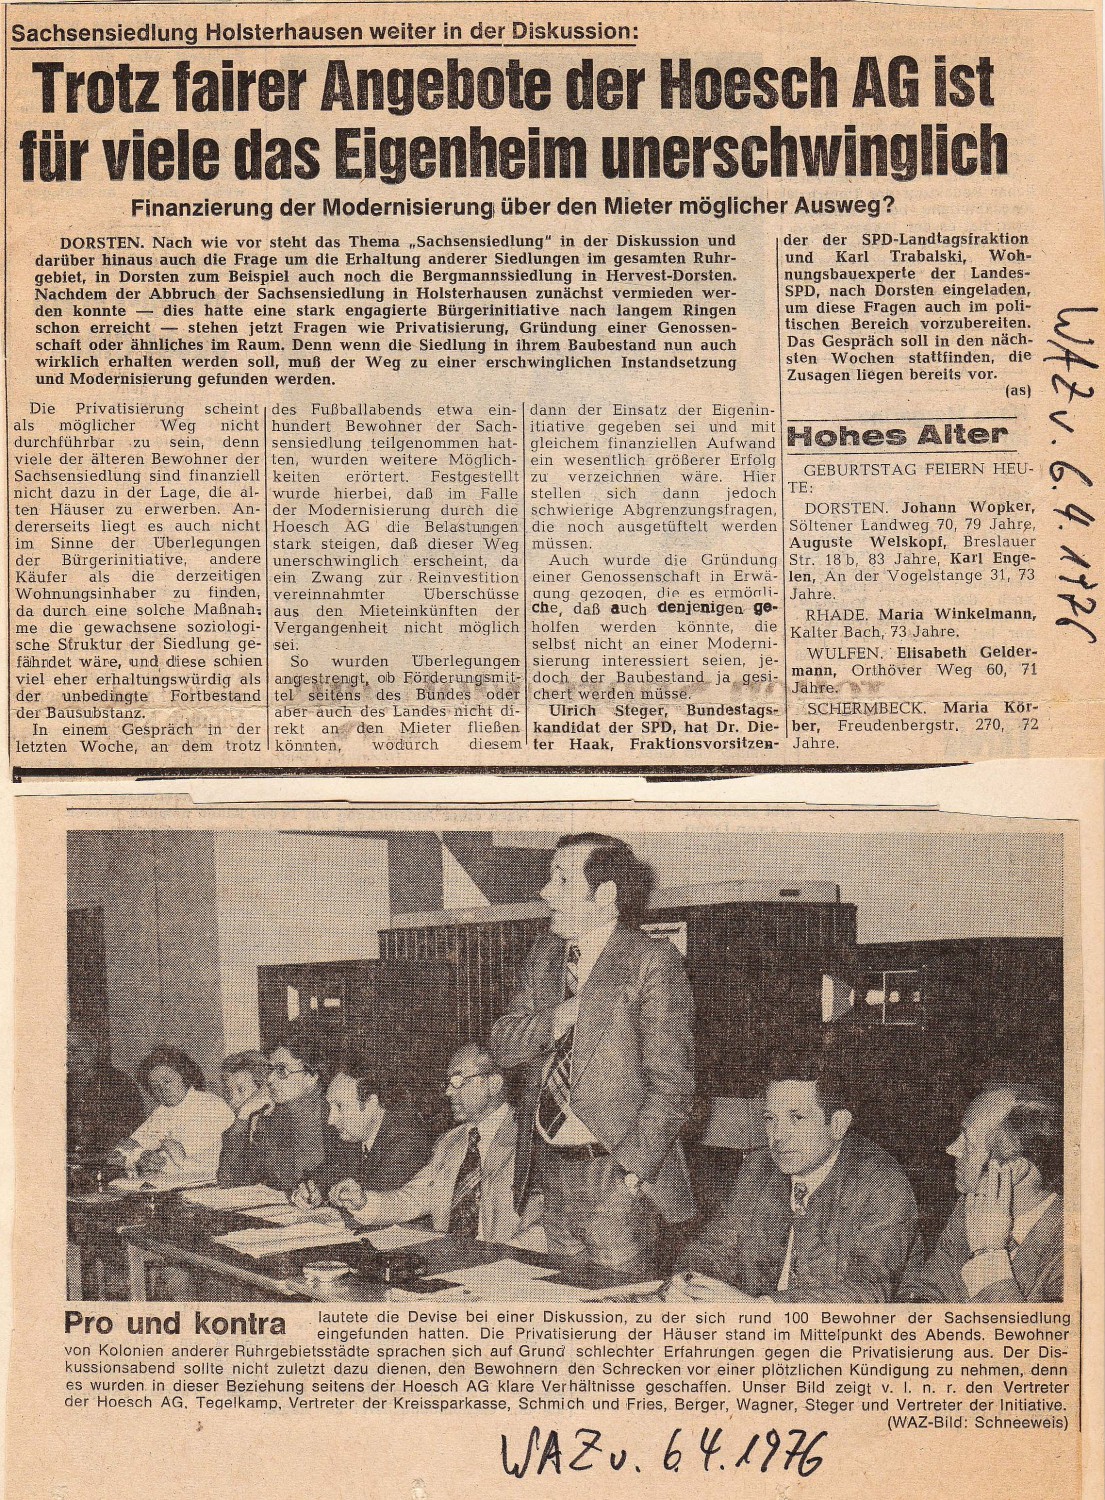 Sachsensiedlung Holsterhausen weiter in der Diskussion:
Trotz fairer Angebote der Hoesch AG ist
für viele das Eigenheim unerschwinglich
Finanzierung der Modernisierung über den Mieter möglicher Ausweg?
DORSTEN. Nach wie vor steht das Thema „Sachsensiedlung" in der Diskussion und
darüber hinaus auch die Frage um die Erhaltung anderer Siedlungen im gesamten Ruhr-
gebiet, in Dorsten zum Beispiel auch noch die Bergmannssiedlung in Hervest-Dorsten.
Nachdem der Abbruch der Sachsensiedlung in Holsterhausen zunächst vermieden wer-
den konnte — dies hatte eine stark engagierte Bürgerinitiative nach langem Ringen
schon erreicht — stehen jetzt Fragen wie Privatisierung, Gründung einer Genossen-
schaft oder ähnliches im Raum. Denn wenn die Siedlung in ihrem Baubestand nun auch
wirklich erhalten werden soll, muß der Weg zu einer erschwinglichen Instandsetzung
und Modernisierung gefunden werden.
Die Privatisierung scheint
als möglicher Weg nicht
durchführbar zu sein, denn
viele der älteren Bewohner der
Sachsensiedlung sind finanziell
nicht dazu in der Lage, die al-
ten Häuser zu erwerben. An-
dererseits liegt es auch nicht
im Sinne der Überlegungen
der Bürgerinitiative, andere
Käufer als die derzeitigen
Wohnungsinhaber zu finden,
da durch eine solche Maßnah-
me die gewachsene soziologi-
sche Struktur der Siedlung ge-
fährdet wäre, und diese schien
viel eher erhaltungswürdig als
der unbedingte Fortbestand
der Bausubstanz.
In einem Gespräch in der
letzten Woche, an dem trotz
des Fußballabends etwa ein-
hundert Bewohner der Sach-
sensiedlung teilgenommen hat-
ten, wurden weitere Möglich-
keiten erörtert. Festgestellt
wurde hierbei, daß im Falle
der Modernisierung durch die
Hoesch AG die Belastungen
stark steigen, daß dieser Weg
unerschwinglich erscheint, da
ein Zwang zur Reinvestition
vereinnahmter Überschüsse
aus den Mieteinkünften der
Vergangenheit nicht möglich
sei.
So wurden Überlegungen
angestrengt, ob Förderungsmit-
tel seitens des Bundes oder
aber auch des Landes nicht di-
rekt an den Mieter fließen
könnten, wodurch diesem
dann der Einsatz der Eigenin-
itiative gegeben sei und mit
gleichem finanziellen Aufwand
ein wesentlich größerer Erfolg
zu verzeichnen wäre. Hier
stellen sich dann jedoch
schwierige Abgrenzungsfragen,
die noch ausgetüftelt werden
müssen.
Auch wurde die Gründung
einer Genossenschaft in Erwä-
gung gezogen, die es ermögli-
che, daß auch denjenigen ge-
holfen werden könnte, die
selbst nicht an einer Moderni-
sierung interessiert seien, je-
doch der Baubestand ja gesi-
chert werden müsse.
Ulrich Steger, Bundestags-
kandidat der SPD, hat Dr. Die-
ter Haak, Fraktionsvorsitzen-
der der SPD-Landtagsfraktion
und Karl Trabalski, Woh-
nungsbauexperte der Landes-
SPD, nach Dorsten eingeladen,
um diese Fragen auch im poli-
tischen Bereich vorzubereiten.
Das Gespräch soll in den näch-
sten Wochen stattfinden, die
Zusagen liegen bereits vor.
(as)
Hohes Alter
GEBURTSTAG FEIERN HEU-
TE:
DORSTEN. Johann Wopker,
Söltener Landweg 70, 79 Jahre,
Auguste Welskopf, Breslauer
Str. 18 b, 83 Jahre, Karl Enge-
len, An der Vogelstange 31, 73
Jahre.
RHADE. Maria Winkelmann,
Kalter Bach, 73 Jahre.
WULFEN. Elisabeth Gelder-
mann, Orthöver Weg 60, 71
Jahre.
SCHERMBECK. Maria Kör-
ber, Freudenbergstr. 270, 72
Jahre.
WAZ v. 6.4.1976
Pro und kontra lautete die Devise bei einer Diskussion, zu der sich rund 100 Bewohner der Sachsensiedlung
eingefunden hatten. Die Privatisierung der Häuser stand im Mittelpunkt des Abends. Bewohner
von Kolonien anderer Ruhrgebietsstädte sprachen sich auf Grund schlechter Erfahrungen gegen die Privatisierung aus. Der Dis-
kussionsabend sollte nicht zuletzt dazu dienen, den Bewohnern den Schrecken vor einer plötzlichen Kündigung zu nehmen, denn
es wurden in dieser Beziehung seitens der Hoesch AG klare Verhältnisse geschaffen. Unser Bild zeigt v. l. n. r. den Vertreter
der Hoesch AG, Tegelkamp, Vertreter der Kreissparkasse, Schmich und Fries, Berger, Wagner, Steger und Vertreter der Initiative.
(WAZ-Bild: Schneeweis)
WAZ v. 6.4.1976